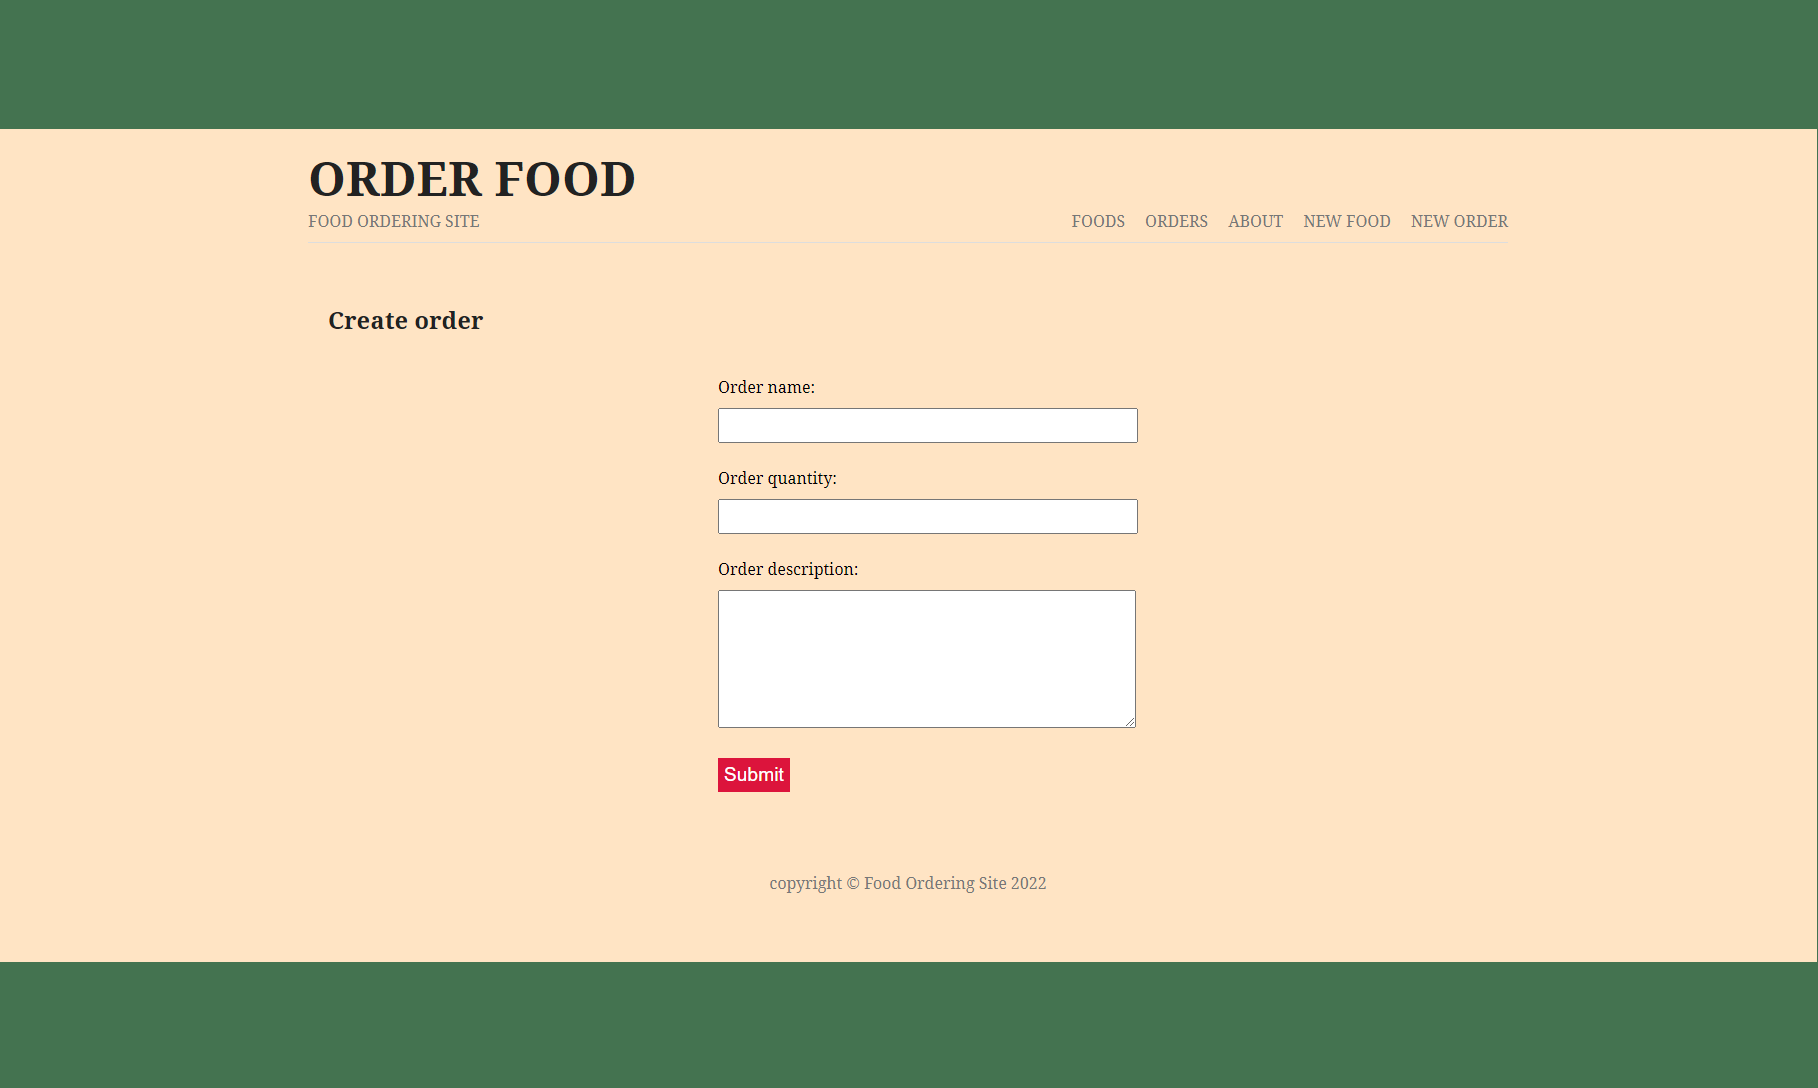 ORDER FOOD
FOOD ORDERING SITE FOODS ORDERS ABOUT NEW FOOD NEW ORDER
Create order
Order name:
Order quantity:
Order description:
Submit
copyright © Food Ordering Site 2022